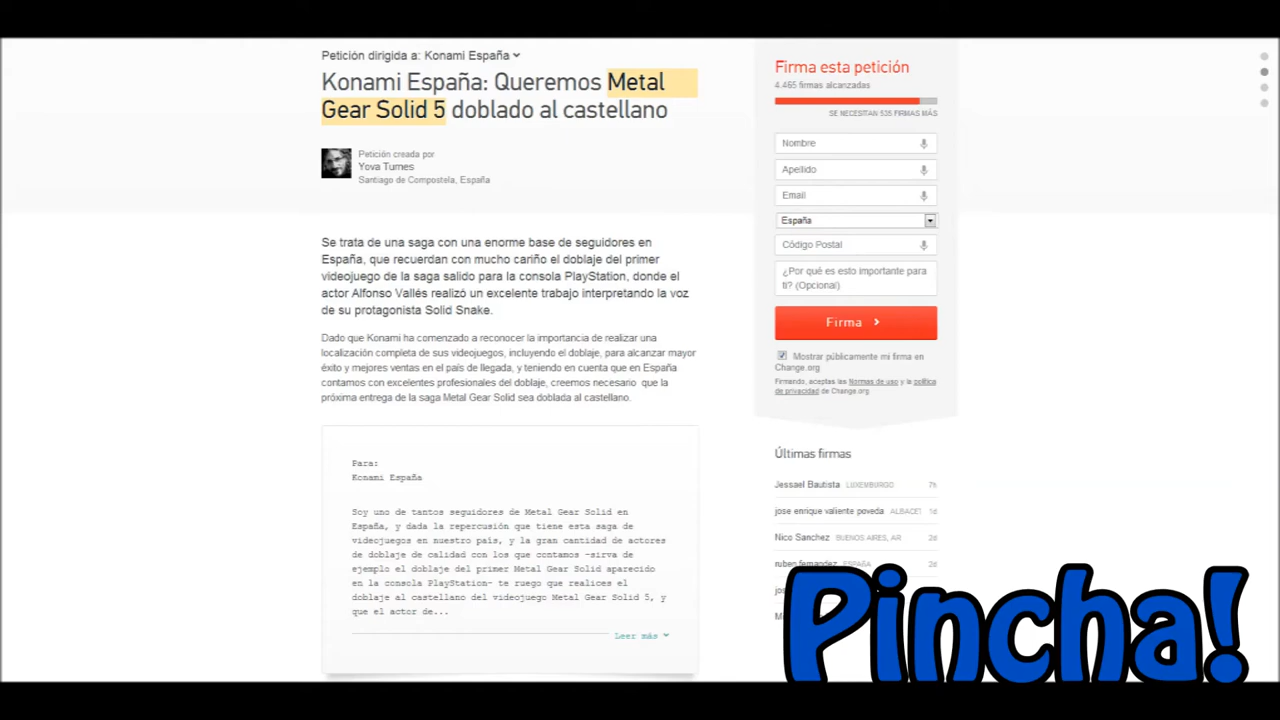 Petición dirigida a: Konami España
Konami España: Queremos Metal
Gear Solid 5 doblado al castellano
Petición creada por
Yova Turnes
Santiago de Compostela, España
Se trata de una saga con una enorme base de seguidores en
España, que recuerdan con mucho cariño el doblaje del primer
videojuego de la saga salido para la consola PlayStation, donde el
actor Alfonso Vallés realizó un excelente trabajo interpretando la voz
de su protagonista Solid Snake.
Dado que Konami ha comenzado a reconocer la importancia de realizar una
localización completa de sus videojuegos, incluyendo el doblaje, para alcanzar mayor
éxito y mejores ventas en el país de llegada, y teniendo en cuenta que en España
contamos con excelentes profesionales del doblaje, creemos necesario que la
próxima entrega de la saga Metal Gear Solid sea doblada al castellano.
Para:
Konami España
Soy uno de tantos seguidores de Metal Gear Solid en
España, y dada la repercusión que tiene esta saga de
videojuegos en nuestro país, y la gran cantidad de actores
de doblaje de calidad con los que contamos -sirva de
ejemplo el doblaje del primer Metal Gear Solid aparecido
en la consola PlayStation- te ruego que realices el
doblaje al castellano del videojuego Metal Gear Solid 5, y
que el actor de...
Leer más
Firma esta petición
4.465 firmas alcanzadas
SE NECESITAN 535 FIRMAS MÁS
Nombre
Apellido
Email
España
Código Postal
¿Por qué es esto importante para
ti? (Opcional)
Firma
Mostrar públicamente mi firma en
Change.org
Firmando, aceptas las Normas de uso y la política
de privacidad de Change.org.
Últimas firmas
Jessael Bautista LUXEMBURGO 7h
jose enrique valiente poveda ALBACET 1d
Nico Sanchez BUENOS AIRES, AR 2d
ruben fernandez ESPAÑA 2d
Pincha!